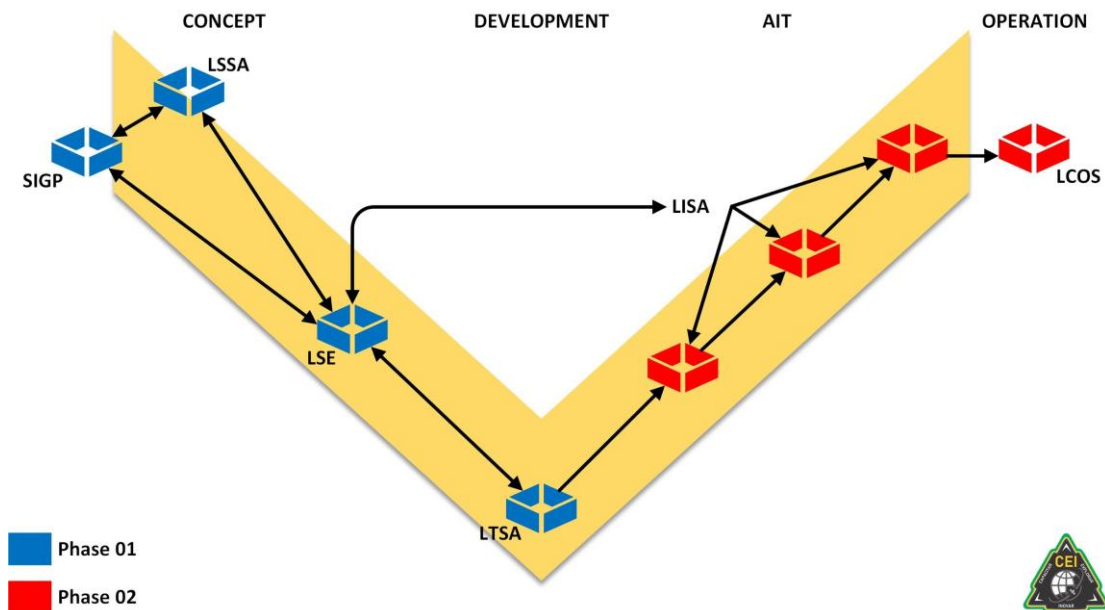 CONCEPT
DEVELOPMENT
AIT
OPERATION
LSSA
SIGP
LCOS
LISA
LSE
LTSA
Phase 01
Phase 02
CEI